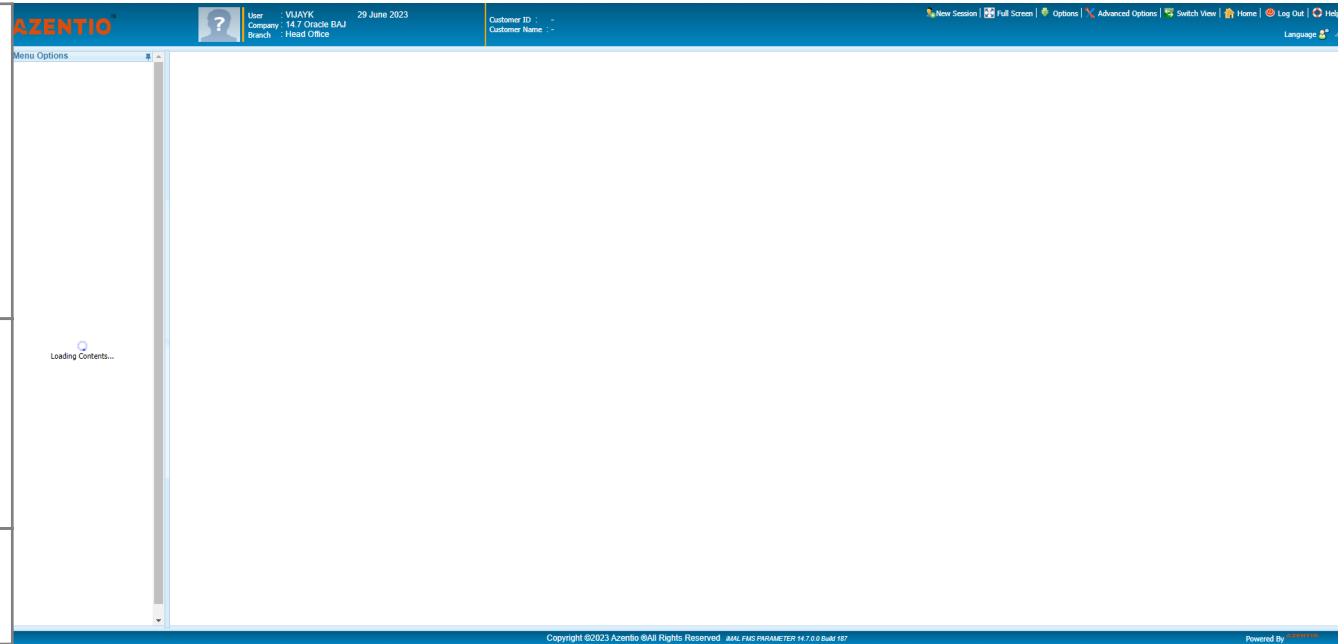 AZENTIO
User : VIJAYK 29 June 2023
Company : 14.7 Oracle BAJ
Branch : Head Office
Customer ID : -
Customer Name : -
New Session | Full Screen | Options | Advanced Options | Switch View | Home | Log Out | Help
Language
Menu Options
Loading Contents...
Copyright ©2023 Azentio ®All Rights Reserved IMAL FMS PARAMETER 14.7.0.0 Build 187
Powered By AZENTIO